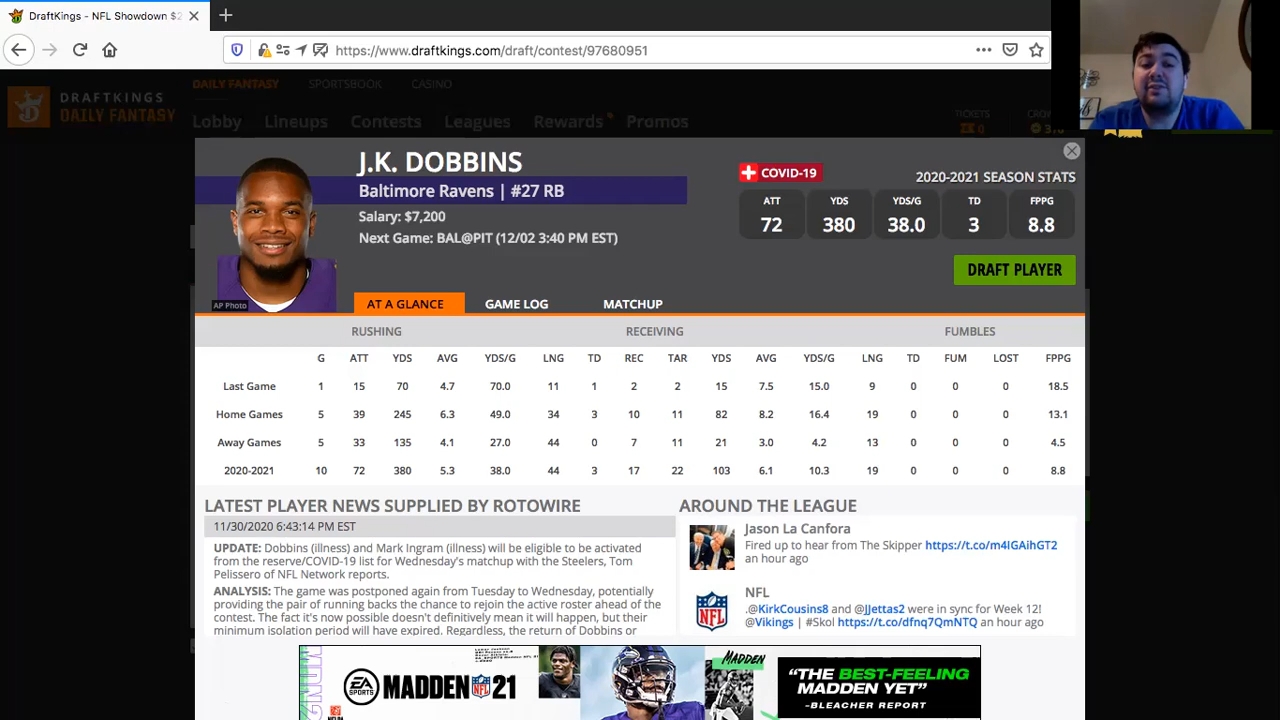 DraftKings - NFL Showdown $2
https://www.draftkings.com/draft/contest/97680951
DAILY FANTASY SPORTSBOOK CASINO
DRAFTKINGS
DAILY FANTASY
Lobby Lineups Contests Leagues Rewards Promos
TICKETS
0
J.K. DOBBINS
Baltimore Ravens | #27 RB
Salary: $7,200
Next Game: BAL@PIT (12/02 3:40 PM EST)
AP Photo
COVID-19
2020-2021 SEASON STATS
ATT YDS YDS/G TD FPPG
72 380 38.0 3 8.8
DRAFT PLAYER
AT A GLANCE GAME LOG MATCHUP
RUSHING RECEIVING FUMBLES
G ATT YDS AVG YDS/G LNG TD REC TAR YDS AVG YDS/G LNG TD FUM LOST FPPG
Last Game 1 15 70 4.7 70.0 11 1 2 2 15 7.5 15.0 9 0 0 0 18.5
Home Games 5 39 245 6.3 49.0 34 3 10 11 82 8.2 16.4 19 0 0 0 13.1
Away Games 5 33 135 4.1 27.0 44 0 7 11 21 3.0 4.2 13 0 0 0 4.5
2020-2021 10 72 380 5.3 38.0 44 3 17 22 103 6.1 10.3 19 0 0 0 8.8
LATEST PLAYER NEWS SUPPLIED BY ROTOWIRE
11/30/2020 6:43:14 PM EST
UPDATE: Dobbins (illness) and Mark Ingram (illness) will be eligible to be activated
from the reserve/COVID-19 list for Wednesday's matchup with the Steelers, Tom
Pelissero of NFL Network reports.
ANALYSIS: The game was postponed again from Tuesday to Wednesday, potentially
providing the pair of running backs the chance to rejoin the active roster ahead of the
contest. The fact it's now possible doesn't definitively mean it will happen, but their
minimum isolation period will have expired. Regardless, the return of Dobbins or
AROUND THE LEAGUE
Jason La Canfora
Fired up to hear from The Skipper https://t.co/m4IGAihGT2
an hour ago
NFL
.@KirkCousins8 and @JJettas2 were in sync for Week 12!
@Vikings | #Skol https://t.co/dfnq7QmNTQ an hour ago
EA
SPORTS
MADDEN NFL 21
MADDEN
"THE BEST-FEELING
MADDEN YET"
-BLEACHER REPORT